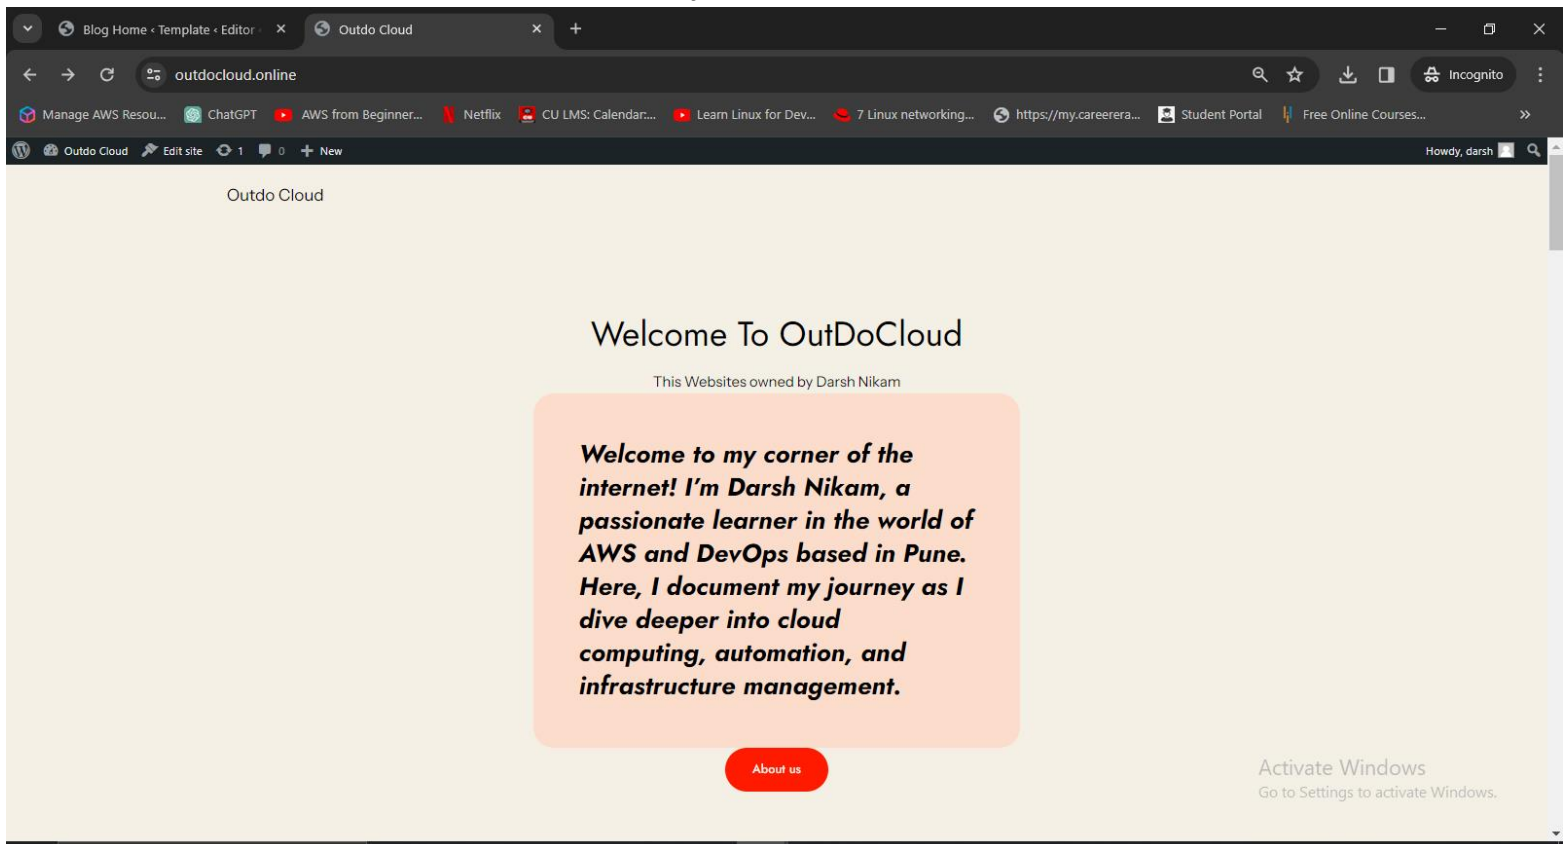 Blog Home ‹ Template ‹ Editor
Outdo Cloud
outdocloud.online
Incognito
Manage AWS Resou...
ChatGPT
AWS from Beginner...
Netflix
CU LMS: Calendar:...
Learn Linux for Dev...
7 Linux networking...
https://my.careerera...
Student Portal
Free Online Courses...
Outdo Cloud
Edit site
1
0
New
Howdy, darsh
Outdo Cloud
Welcome To OutDoCloud
This Websites owned by Darsh Nikam
Welcome to my corner of the
internet! I'm Darsh Nikam, a
passionate learner in the world of
AWS and DevOps based in Pune.
Here, I document my journey as I
dive deeper into cloud
computing, automation, and
infrastructure management.
About us
Activate Windows
Go to Settings to activate Windows.